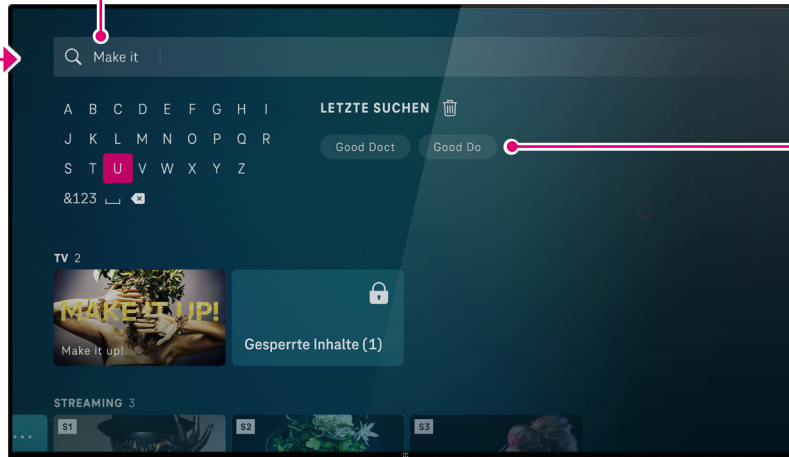 Make it
A B C D E F G H I
LETZTE SUCHEN
J K L M N O P Q R
Good Doct Good Do
S T U V W X Y Z
&123
TV 2
MAKE IT UP!
Make it up!
Gesperrte Inhalte (1)
STREAMING 3
...
S1 S2 S3